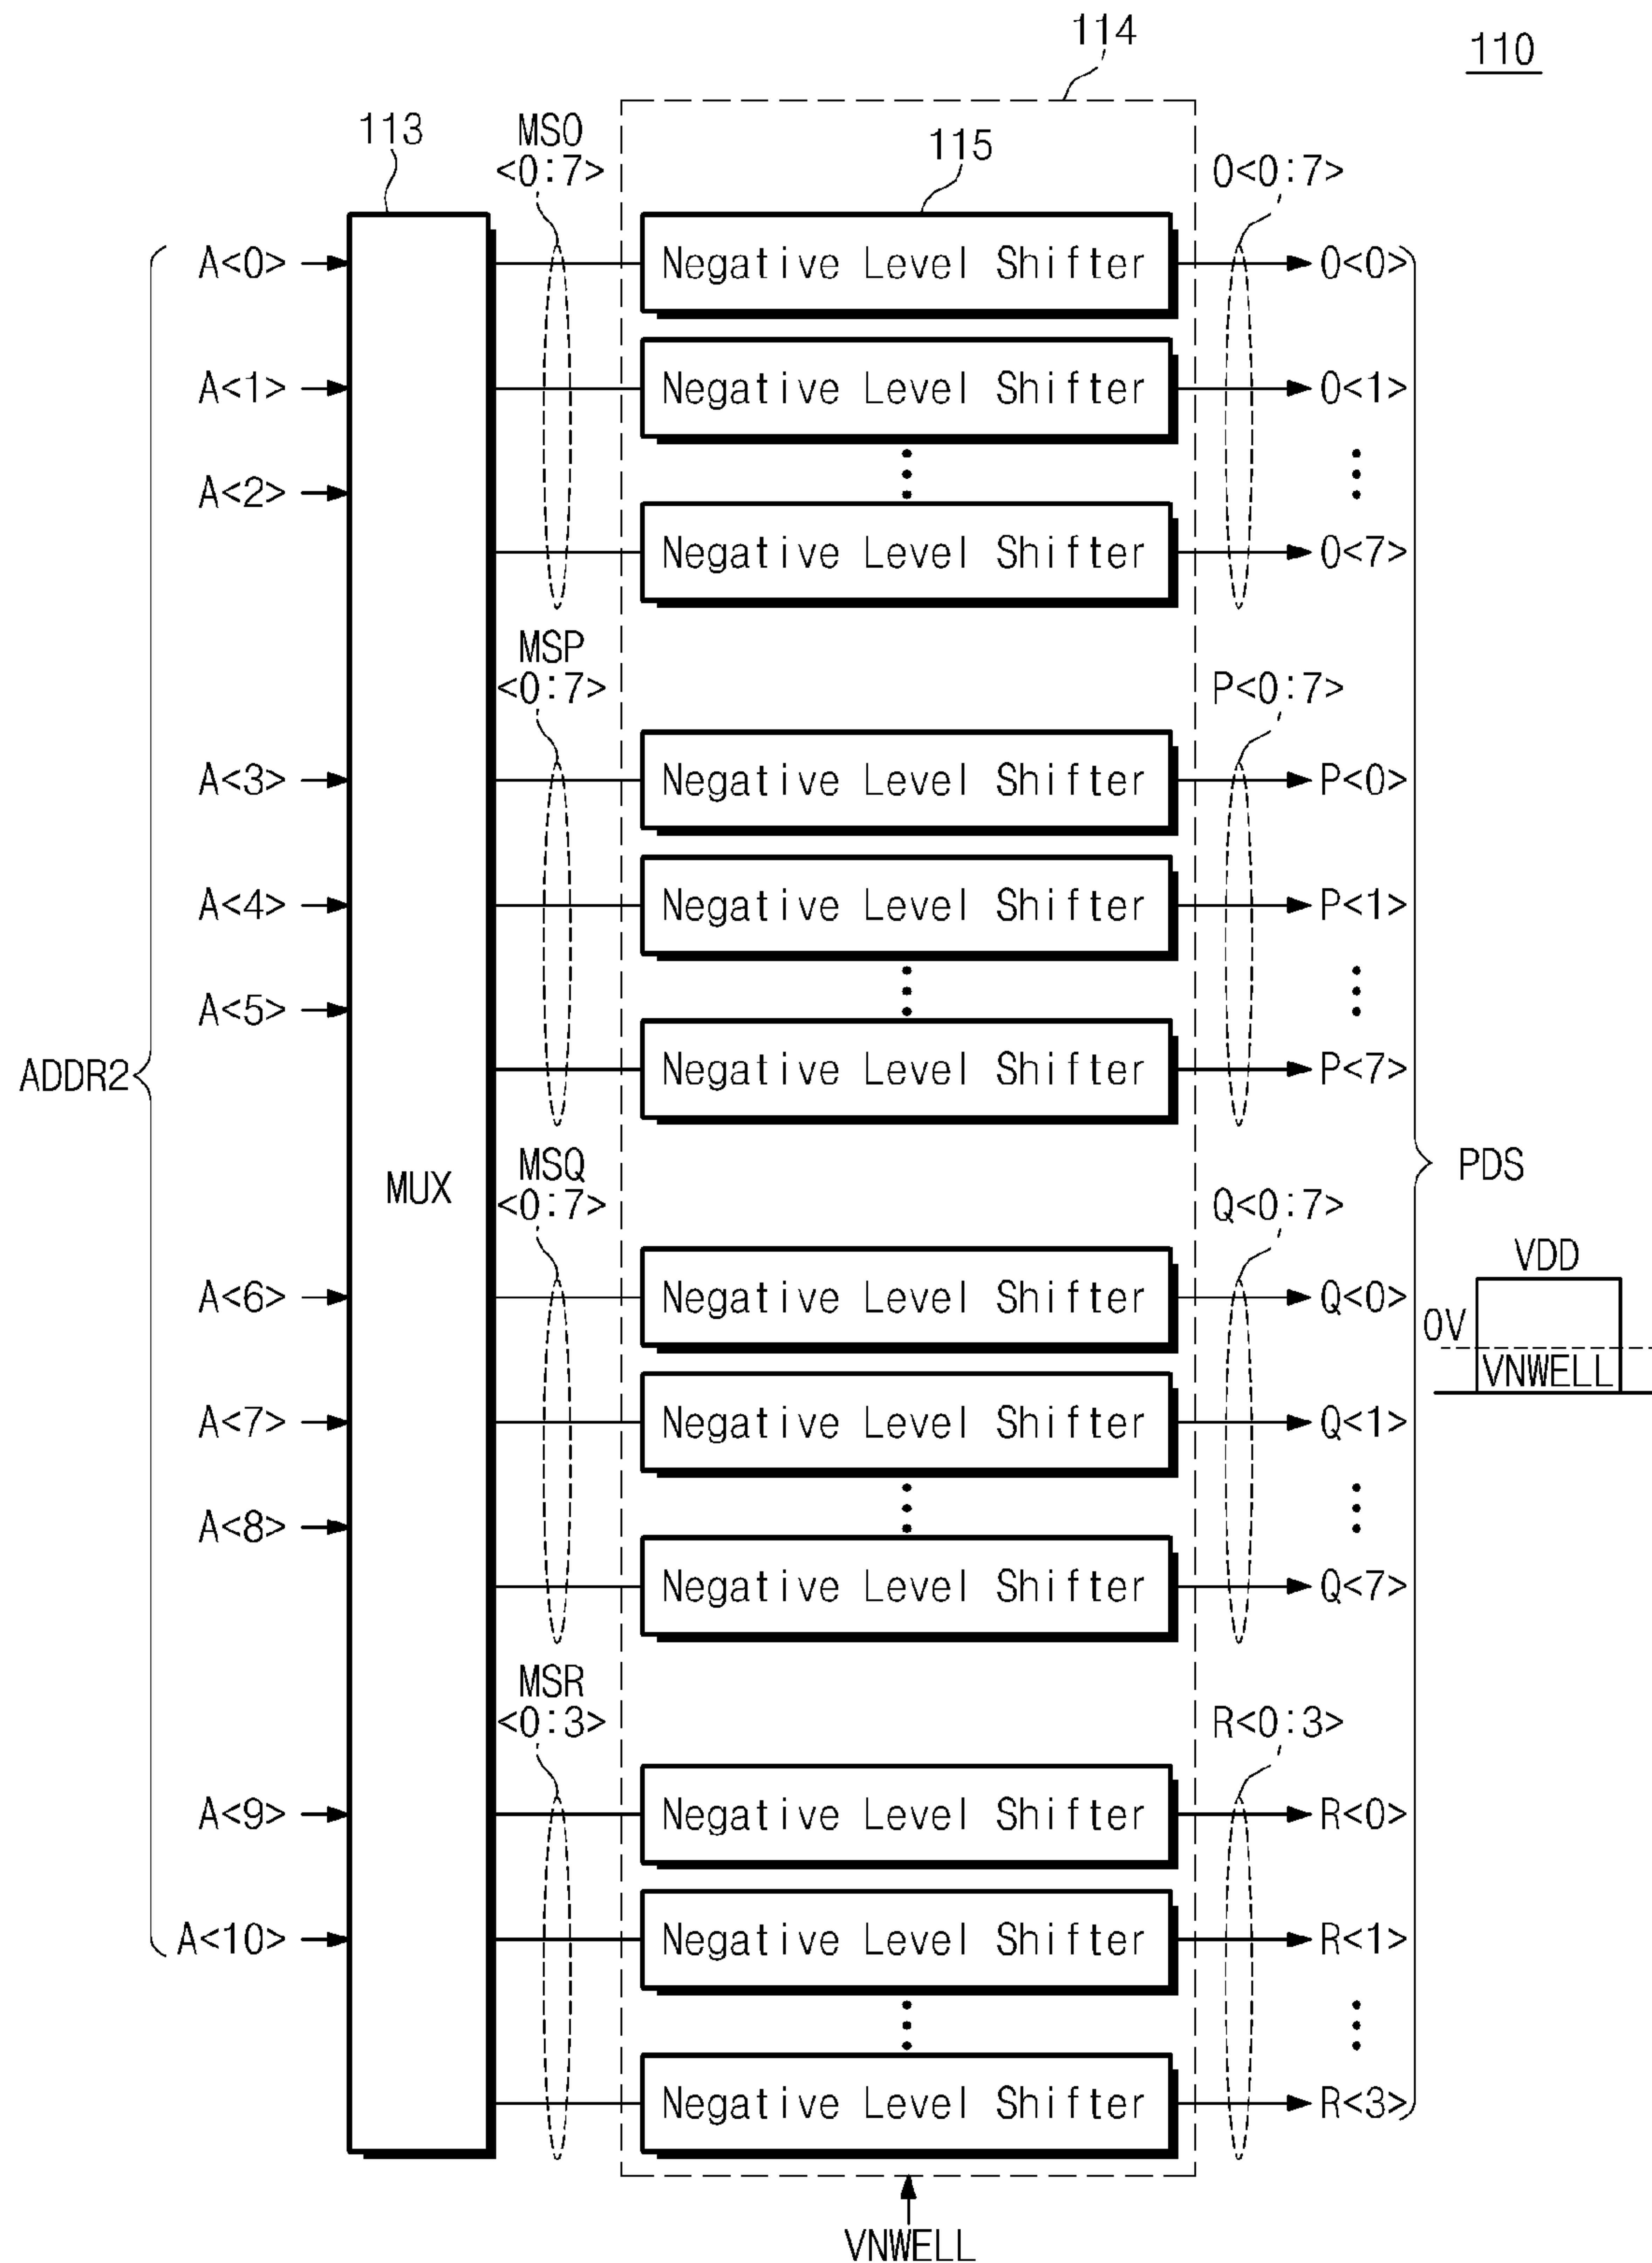 114
110
113
MSO
<0:7>
115
O<0:7>
A<0>
Negative Level Shifter
O<0>
A<1>
Negative Level Shifter
O<1>
A<2>
Negative Level Shifter
O<7>
MSP
<0:7>
P<0:7>
A<3>
Negative Level Shifter
P<0>
A<4>
Negative Level Shifter
P<1>
A<5>
Negative Level Shifter
P<7>
ADDR2
MUX
MSQ
<0:7>
Q<0:7>
PDS
A<6>
Negative Level Shifter
Q<0>
VDD
0V
VNWELL
A<7>
Negative Level Shifter
Q<1>
A<8>
Negative Level Shifter
Q<7>
MSR
<0:3>
R<0:3>
A<9>
Negative Level Shifter
R<0>
A<10>
Negative Level Shifter
R<1>
Negative Level Shifter
R<3>
VNWELL